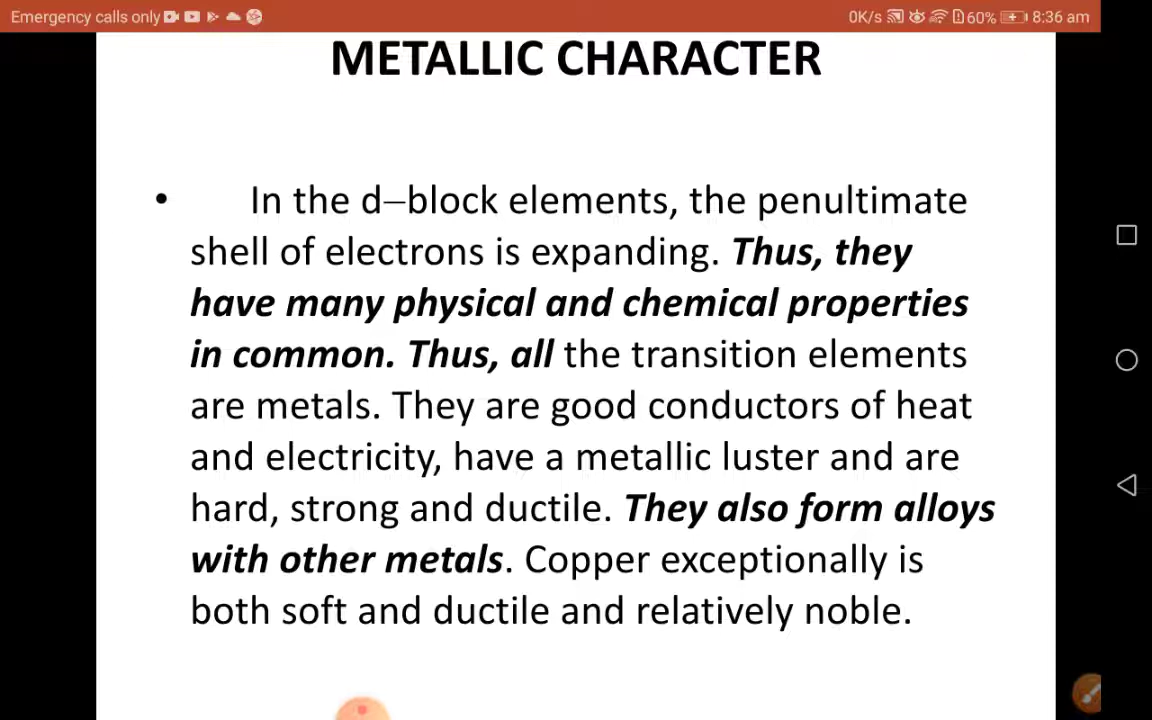 Emergency calls only
0K/s 60% 8:36 am
METALLIC CHARACTER
• In the d–block elements, the penultimate
shell of electrons is expanding. Thus, they
have many physical and chemical properties
in common. Thus, all the transition elements
are metals. They are good conductors of heat
and electricity, have a metallic luster and are
hard, strong and ductile. They also form alloys
with other metals. Copper exceptionally is
both soft and ductile and relatively noble.